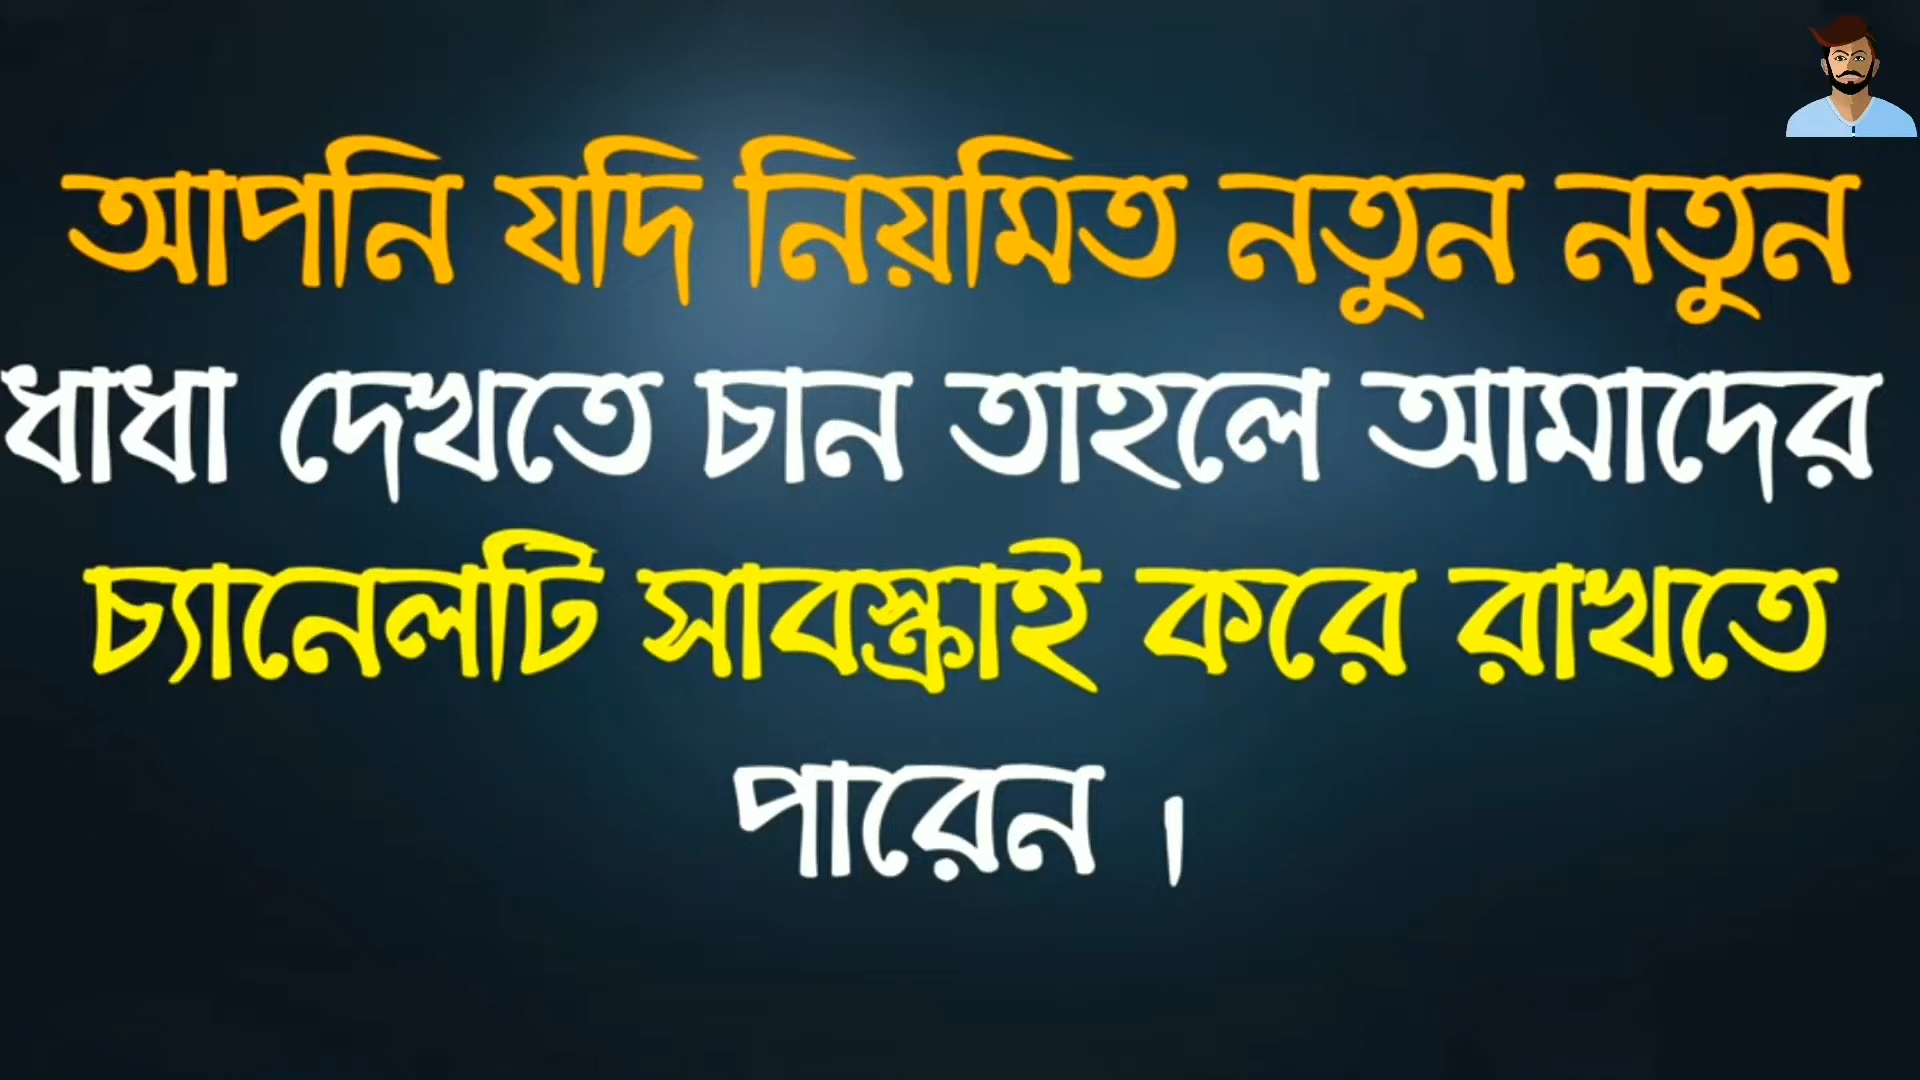 আপনি যদি নিয়মিত নতুন নতুন
ধাধা দেখতে চান তাহলে আমাদের
চ্যানেলটি সাবস্ক্রাই করে রাখতে
পারেন ।